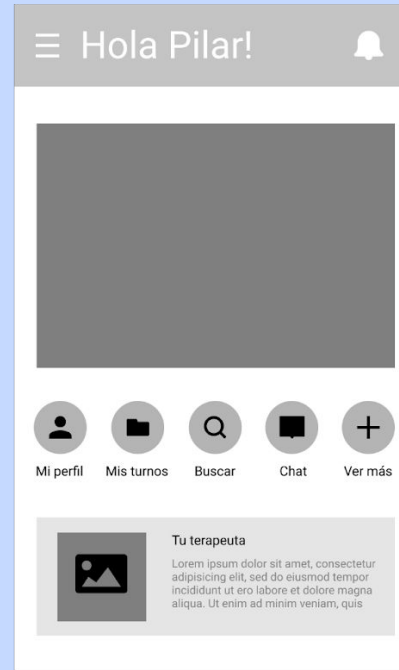 Hola Pilar!
Mi perfil
Mis turnos
Buscar
Chat
Ver más
Tu terapeuta
Lorem ipsum dolor sit amet, consectetur
adipisicing elit, sed do eiusmod tempor
incididunt ut ero labore et dolore magna
aliqua. Ut enim ad minim veniam, quis